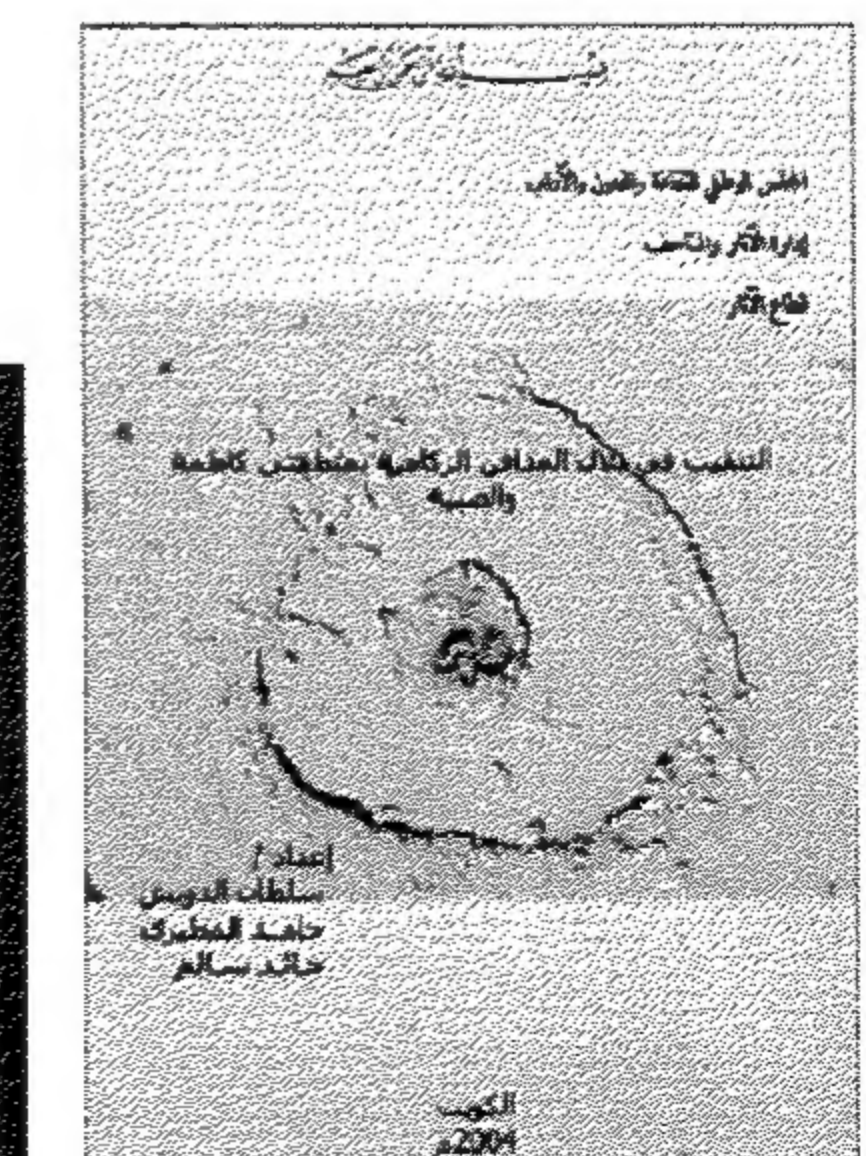 المجلس الوطني للثقافة والفنون والآداب
إدارة الآثار والمتاحف
قطاع الآثار
التنقيب في تلال المدافن الركامية بمنطقتي كاظمة
والصبية
إعداد /
سلطان الدويش
حامد المطيري
خالد سالم
الكويت
2004م